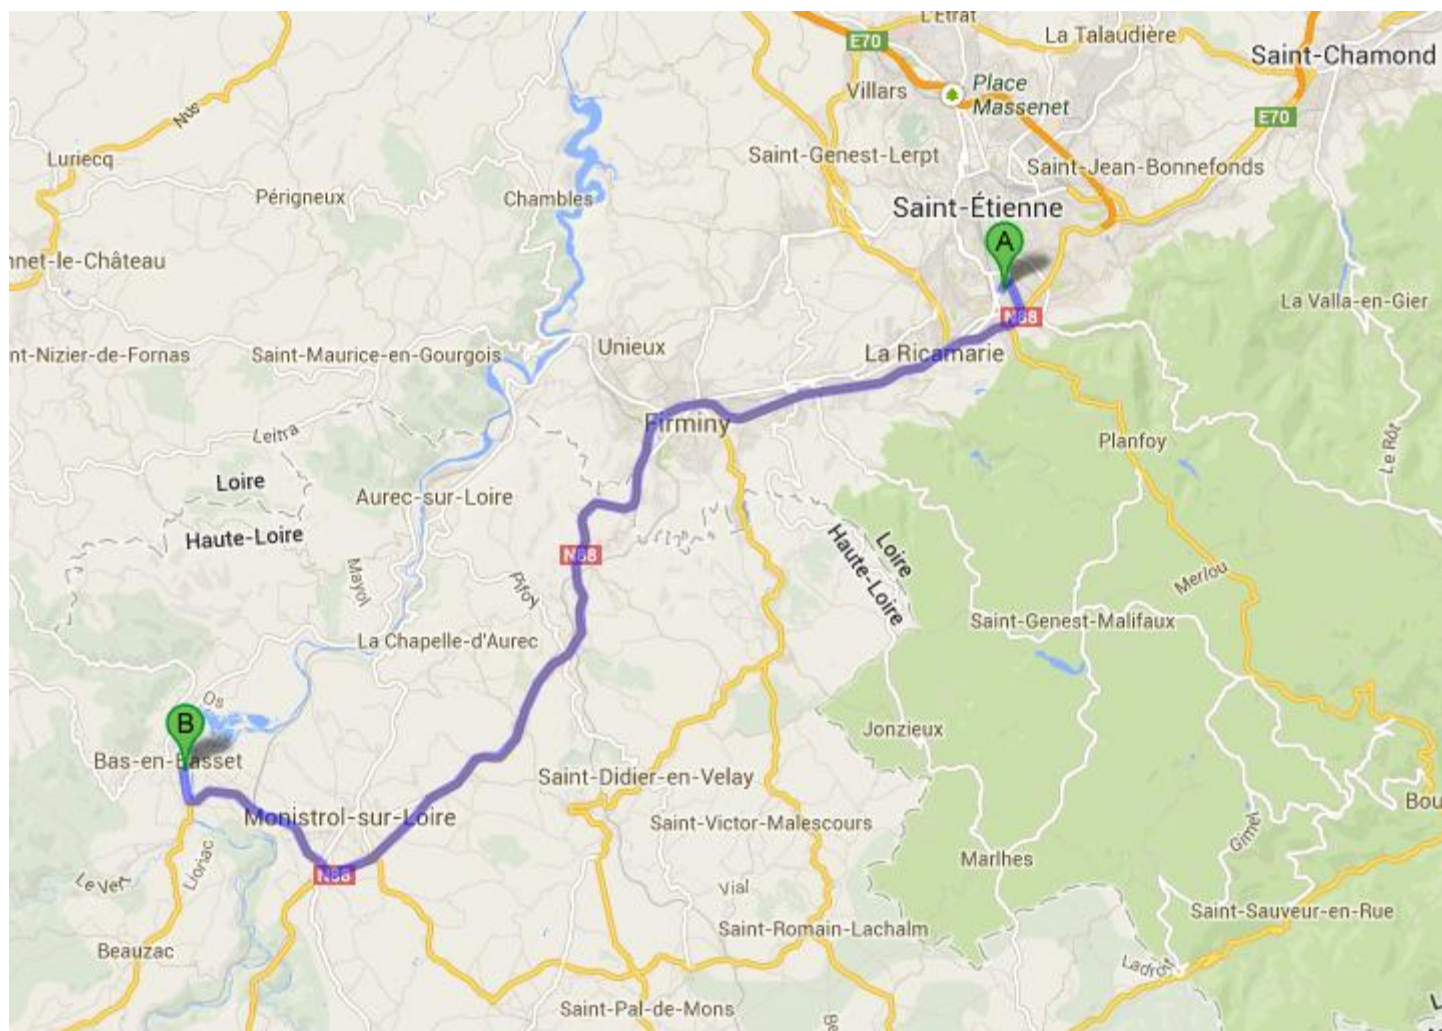 L'Étrat
E70
La Talaudière
Saint-Chamond
Villars
Place
Massenet
Nus
E70
Luriecq
Saint-Genest-Lerpt
Saint-Jean-Bonnefonds
Périgneux
Chambles
Saint-Étienne
A
nnet-le-Château
La Valla-en-Gier
N88
nt-Nizier-de-Fornas
Saint-Maurice-en-Gourgois
Unieux
La Ricamarie
Firminy
Leitra
Planfoy
Le Rôt
Loire
Aurec-sur-Loire
Haute-Loire
Loire
Haute-Loire
N88
Mayol
Pifoy
Merlou
Saint-Genest-Malifaux
La Chapelle-d'Aurec
Os
B
Jonzieux
Bas-en-Basset
Saint-Didier-en-Velay
Bou
Monistrol-sur-Loire
Saint-Victor-Malescours
Gimel
Lioriac
Marlhes
N88
Le Vert
Vial
Saint-Sauveur-en-Rue
Saint-Romain-Lachalm
Beauzac
Ladroit
Saint-Pal-de-Mons
Be
L